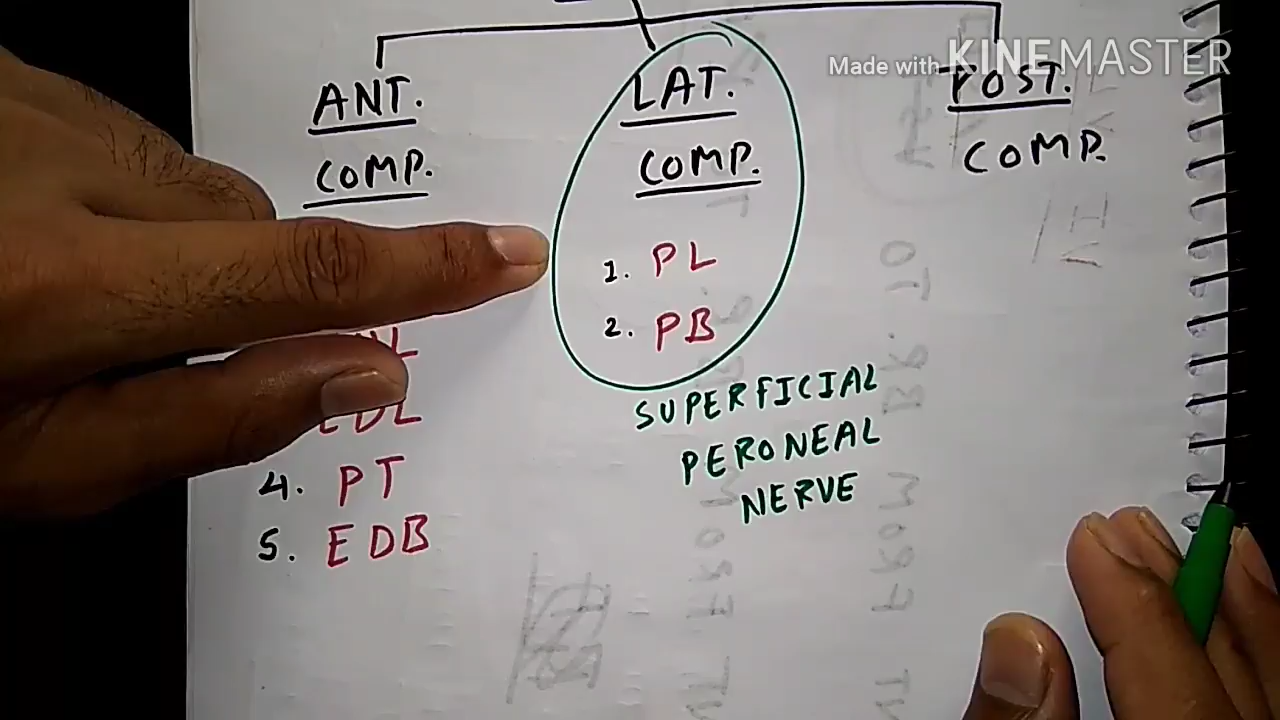 Made with KINEMASTER
ANT.
COMP.
4. PT
5. EDB
LAT.
COMP.
1. PL
2. PB
SUPERFICIAL
PERONEAL
NERVE
POST.
COMP.